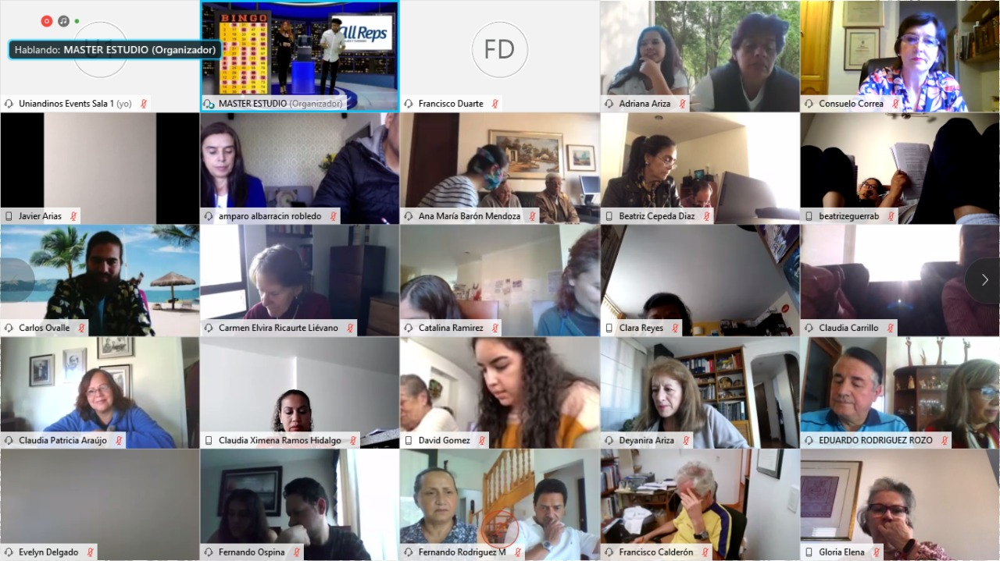 BINGO
all Reps
Hablando: MASTER ESTUDIO (Organizador)
FD
Uniandinos Events Sala 1 (yo)
MASTER ESTUDIO (Organizador)
Francisco Duarte
Adriana Ariza
Consuelo Correa
Javier Arias
amparo albarracin robledo
Ana María Barón Mendoza
Beatriz Cepeda Diaz
beatrizeguerrab
Carlos Ovalle
Carmen Elvira Ricaurte Liévano
Catalina Ramirez
Clara Reyes
Claudia Carrillo
Claudia Patricia Araújo
Claudia Ximena Ramos Hidalgo
David Gomez
Deyanira Ariza
EDUARDO RODRIGUEZ ROZO
Evelyn Delgado
Fernando Ospina
Fernando Rodriguez M
Francisco Calderón
Gloria Elena